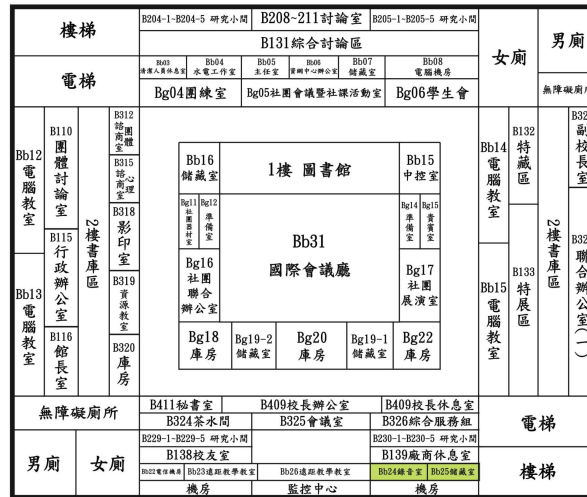 樓梯
B204-1~B204-5 研究小間
B208~211討論室
B205-1~B205-5 研究小間
女廁
男廁
B131綜合討論區
電梯
Bb03
清潔人員休息室
Bb04
水電工作室
Bb05
主任室
Bb06
資網中心辦公室
Bb07
儲藏室
Bb08
電腦機房
無障礙廁所
Bg04團練室
Bg05社團會議暨社課活動室
Bg06學生會
Bb12
電腦教室
Bb13
電腦教室
B110
團體討論室
B115
行政辦公室
B116
館長室
2樓書庫區
B312
團體諮商室
B315
心理諮商室
B318
影印室
B319
資源教室
B320
庫房
Bb16
儲藏室
1樓 圖書館
Bb15
中控室
Bg11
社團器材室
Bg12
準備室
Bb31
國際會議廳
Bg14
準備室
Bg15
貴賓室
Bg16
社團
聯合
辦公室
Bg17
社團
展演室
Bg18
庫房
Bg19-2
儲藏室
Bg20
庫房
Bg19-1
儲藏室
Bg22
庫房
Bb14
電腦教室
Bb15
電腦教室
B132
特藏區
B133
特展區
2樓書庫區
B32
副校長室
B32
聯合辦公室(一)
無障礙廁所
B411秘書室
B409校長辦公室
B409校長休息室
電梯
B324茶水間
B325會議室
B326綜合服務組
男廁
女廁
B229-1~B229-5 研究小間
B230-1~B230-5 研究小間
樓梯
B138校友室
B139廠商休息室
Bb22電信機房
Bb23遠距教學教室
Bb26遠距教學教室
Bb24錄音室
Bb25儲藏室
機房
監控中心
機房